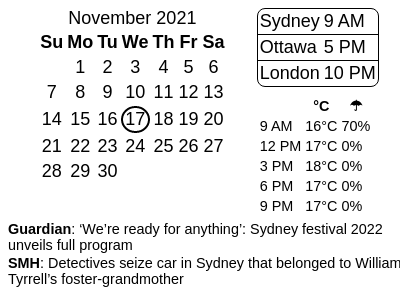 November 2021
Su Mo Tu We Th Fr Sa
1 2 3 4 5 6
7 8 9 10 11 12 13
14 15 16 17 18 19 20
21 22 23 24 25 26 27
28 29 30
Sydney 9 AM
Ottawa 5 PM
London 10 PM
°C ☂
9 AM 16°C 70%
12 PM 17°C 0%
3 PM 18°C 0%
6 PM 17°C 0%
9 PM 17°C 0%
Guardian: ‘We’re ready for anything’: Sydney festival 2022
unveils full program
SMH: Detectives seize car in Sydney that belonged to William
Tyrrell’s foster-grandmother